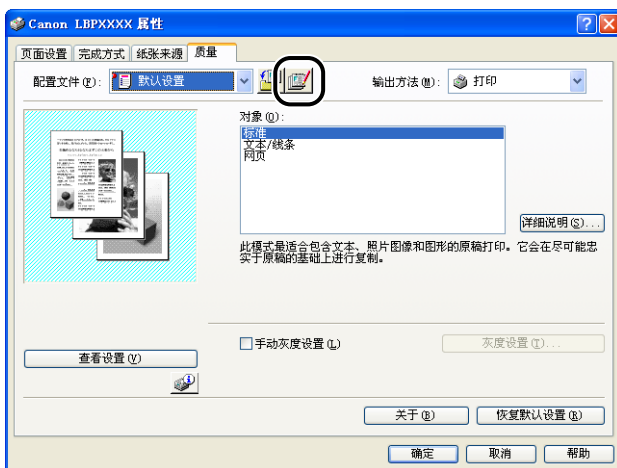 Canon LBPXXXX 属性
页面设置 完成方式 纸张来源 质量
配置文件(F): 默认设置 输出方法(M): 打印
对象(O):
标准
文本/线条
网页
详细说明(S)...
此模式最适合包含文本、照片图像和图形的原稿打印。它会在尽可能忠
实于原稿的基础上进行复制。
手动灰度设置(L) 灰度设置(T)...
查看设置(V)
关于(B) 恢复默认设置(R)
确定 取消 帮助